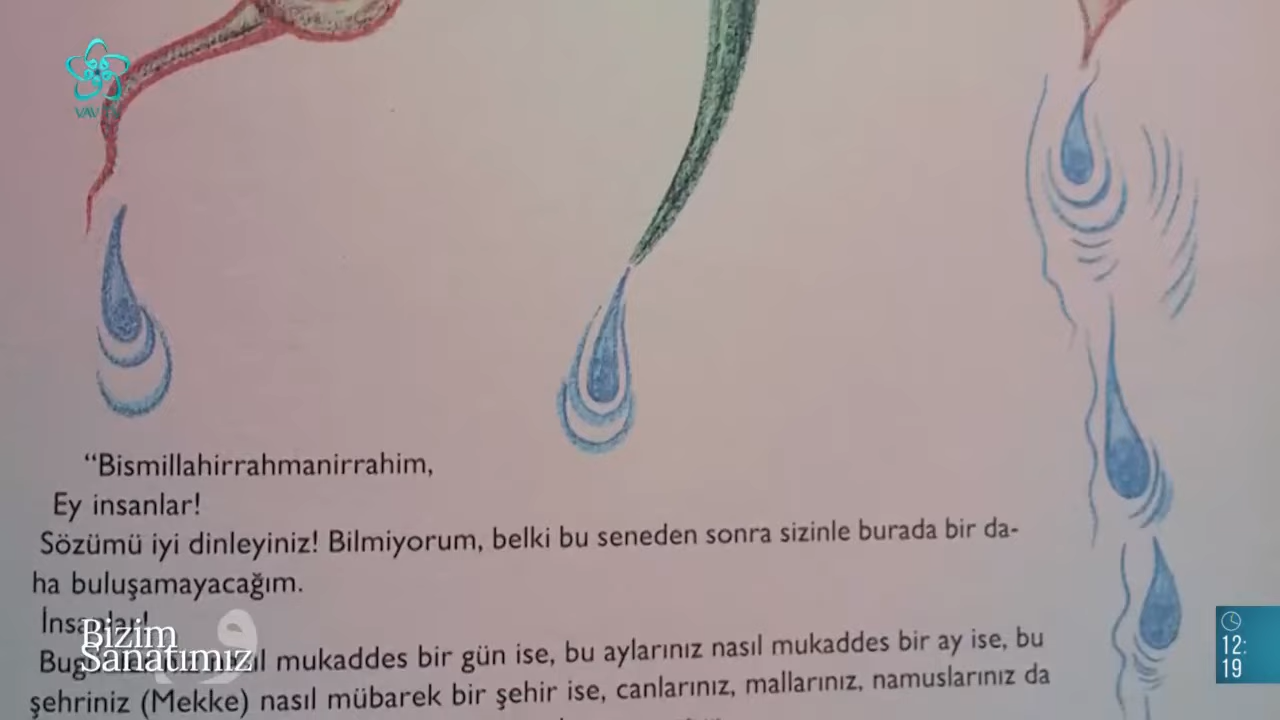 VAV TV
“Bismillahirrahmanirrahim,
Ey insanlar!
Sözümü iyi dinleyiniz! Bilmiyorum, belki bu seneden sonra sizinle burada bir da-
ha buluşamayacağım.
İnsanlar!
mukaddes bir gün ise, bu aylarınız nasıl mukaddes bir ay ise, bu
şehriniz (Mekke) nasıl mübarek bir şehir ise, canlarınız, mallarınız, namuslarınız da
Bizim
Sanatımız
12:
19